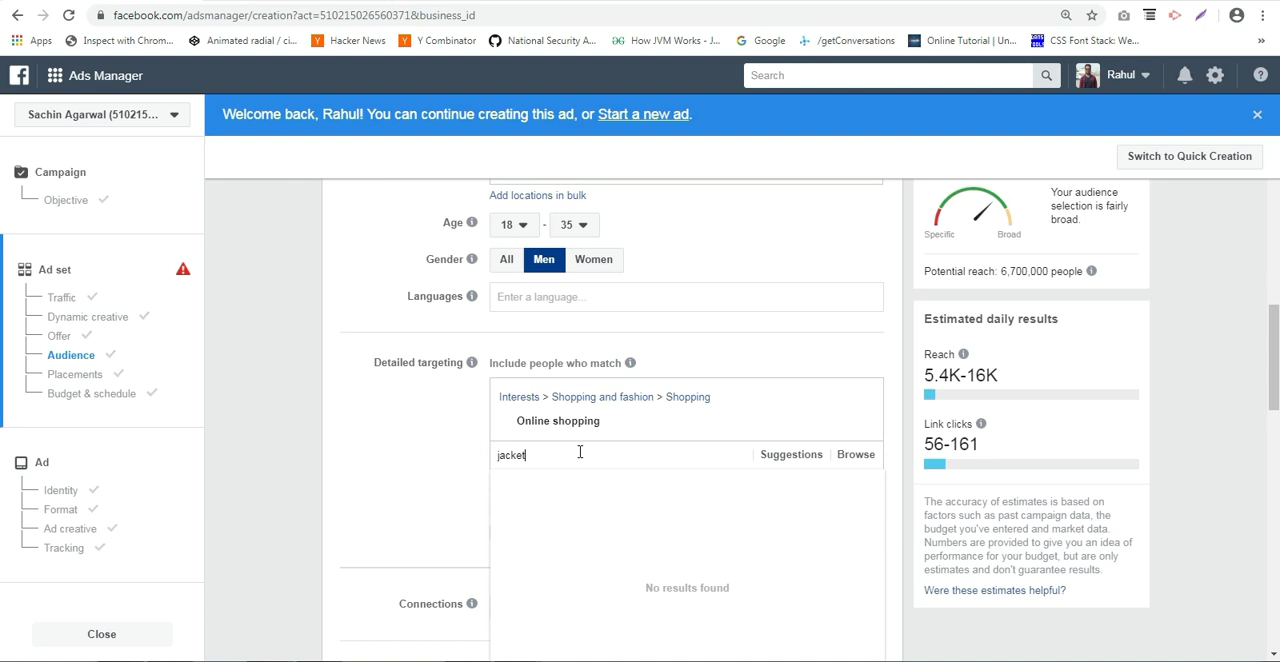 facebook.com/adsmanager/creation?act=510215026560371&business_id
Apps Inspect with Chrom... Animated radial / ci... Hacker News Y Combinator National Security A... How JVM Works - J... Google /getConversations Online Tutorial | Un... CSS Font Stack: We... »
Ads Manager Search Rahul
Sachin Agarwal (510215...
Welcome back, Rahul! You can continue creating this ad, or Start a new ad.
Switch to Quick Creation
Campaign
Objective
Ad set
Traffic
Dynamic creative
Offer
Audience
Placements
Budget & schedule
Ad
Identity
Format
Ad creative
Tracking
Close
Add locations in bulk
Age 18 - 35
Gender All Men Women
Languages Enter a language...
Detailed targeting Include people who match
Interests > Shopping and fashion > Shopping
Online shopping
jacket Suggestions Browse
No results found
Connections
Specific Broad
Your audience
selection is fairly
broad.
Potential reach: 6,700,000 people
Estimated daily results
Reach
5.4K-16K
Link clicks
56-161
The accuracy of estimates is based on
factors such as past campaign data, the
budget you've entered and market data.
Numbers are provided to give you an idea of
performance for your budget, but are only
estimates and don't guarantee results.
Were these estimates helpful?